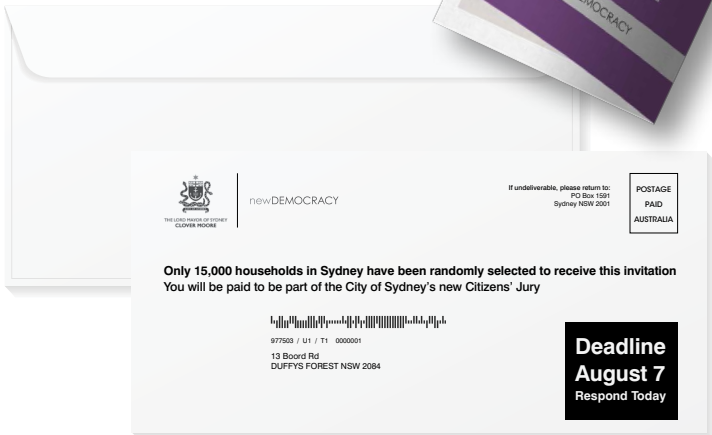 DEMOCRACY
THE LORD MAYOR OF SYDNEY
CLOVER MOORE
newDEMOCRACY
If undeliverable, please return to:
PO Box 1591
Sydney NSW 2001
POSTAGE
PAID
AUSTRALIA
Only 15,000 households in Sydney have been randomly selected to receive this invitation
You will be paid to be part of the City of Sydney's new Citizens' Jury
977503 / U1 / T1 0000001
13 Boord Rd
DUFFYS FOREST NSW 2084
Deadline
August 7
Respond Today